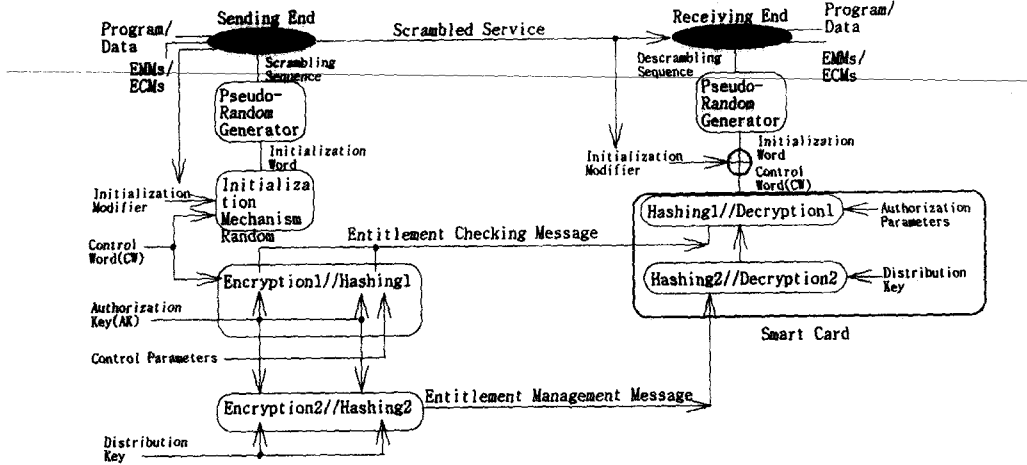 Sending End
Receiving End
Program/
Data
Scrambled Service
Program/
Data
EMMs/
ECMs
Scrambling
Sequence
Descrambling
Sequence
EMMs/
ECMs
Pseudo-
Random
Generator
Pseudo-
Random
Generator
Initialization
Word
Initialization
Modifier
Initialization
Word
Control
Word(CW)
Initialization
Modifier
Initializa
tion
Mechanism
Random
Hashing1//Decryption1
Authorization
Parameters
Control
Word(CW)
Entitlement Checking Message
Encryption1//Hashing1
Hashing2//Decryption2
Distribution
Key
Authorization
Key(AK)
Smart Card
Control Parameters
Encryption2//Hashing2
Entitlement Management Message
Distribution
Key